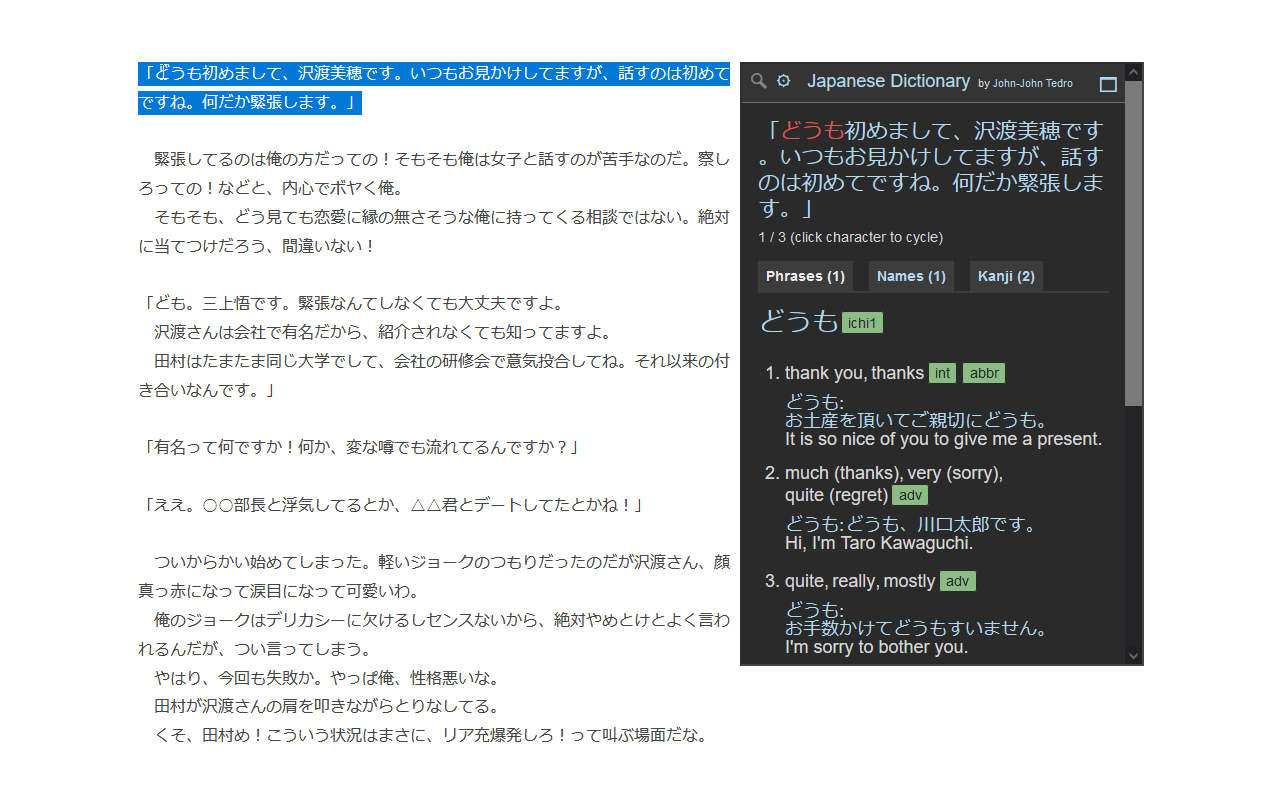 「どうも初めまして、沢渡美穂です。いつもお見かけしてますが、話すのは初めて
ですね。何だか緊張します。」
緊張してるのは俺の方だっての！そもそも俺は女子と話すのが苦手なのだ。察し
ろっての！などと、内心でボヤく俺。
そもそも、どう見ても恋愛に縁の無さそうな俺に持ってくる相談ではない。絶対
に当てつけだろう、間違いない！
「ども。三上悟です。緊張なんてしなくても大丈夫ですよ。
沢渡さんは会社で有名だから、紹介されなくても知ってますよ。
田村はたまたま同じ大学でして、会社の研修会で意気投合してね。それ以来の付
き合いなんです。」
「有名って何ですか！何か、変な噂でも流れてるんですか？」
「ええ。○○部長と浮気してるとか、△△君とデートしてたとかね！」
ついからかい始めてしまった。軽いジョークのつもりだったのだが沢渡さん、顔
真っ赤になって涙目になって可愛いわ。
俺のジョークはデリカシーに欠けるしセンスないから、絶対やめとけとよく言わ
れるんだが、つい言ってしまう。
やはり、今回も失敗か。やっぱ俺、性格悪いな。
田村が沢渡さんの肩を叩きながらとりなしてる。
くそ、田村め！こういう状況はまさに、リア充爆発しろ！って叫ぶ場面だな。
Japanese Dictionary by John-John Tedro
「どうも初めまして、沢渡美穂です
。いつもお見かけしてますが、話す
のは初めてですね。何だか緊張しま
す。」
1 / 3 (click character to cycle)
Phrases (1) Names (1) Kanji (2)
どうも ichi1
1. thank you, thanks int abbr
どうも:
お土産を頂いてご親切にどうも。
It is so nice of you to give me a present.
2. much (thanks), very (sorry),
quite (regret) adv
どうも: どうも、川口太郎です。
Hi, I'm Taro Kawaguchi.
3. quite, really, mostly adv
どうも:
お手数かけてどうもすいません。
I'm sorry to bother you.